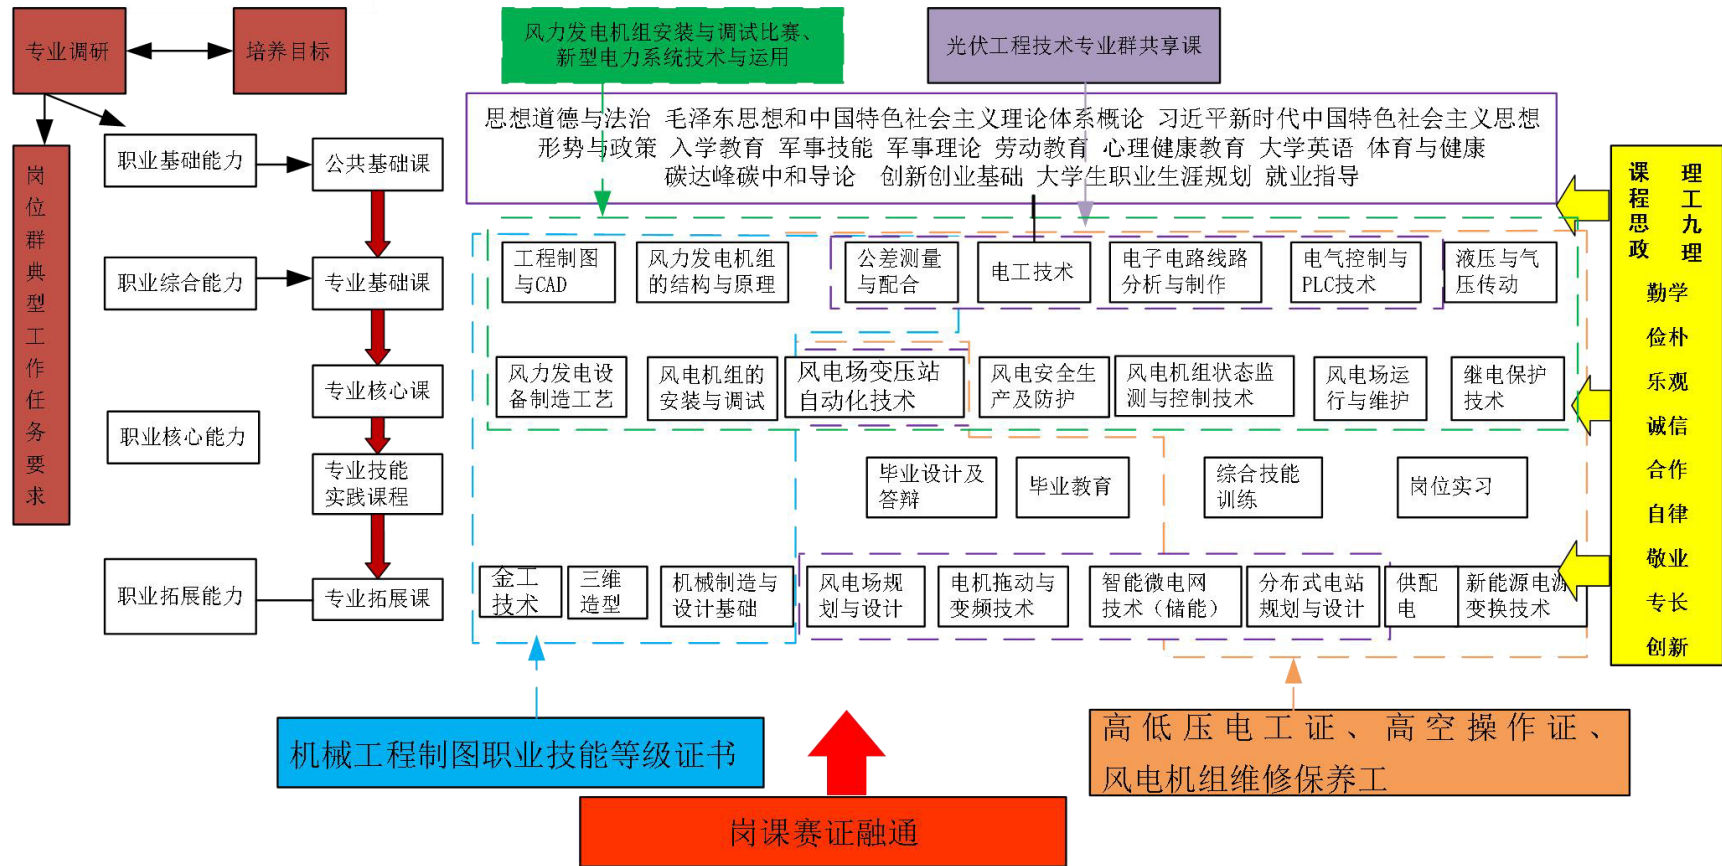 专业调研
培养目标
风力发电机组安装与调试比赛、
新型电力系统技术与运用
光伏工程技术专业群共享课
岗位群典型工作任务要求
职业基础能力
公共基础课
思想道德与法治 毛泽东思想和中国特色社会主义理论体系概论 习近平新时代中国特色社会主义思想
形势与政策 入学教育 军事技能 军事理论 劳动教育 心理健康教育 大学英语 体育与健康
碳达峰碳中和导论 创新创业基础 大学生职业生涯规划 就业指导
职业综合能力
专业基础课
工程制图
与CAD
风力发电机组
的结构与原理
公差测量
与配合
电工技术
电子电路线路
分析与制作
电气控制与
PLC技术
液压与气
压传动
职业核心能力
专业核心课
风力发电设
备制造工艺
风电机组的
安装与调试
风电场变压站
自动化技术
风电安全生
产及防护
风电机组状态监
测与控制技术
风电场运
行与维护
继电保护
技术
专业技能
实践课程
毕业设计及
答辩
毕业教育
综合技能
训练
岗位实习
职业拓展能力
专业拓展课
金工
技术
三维
造型
机械制造与
设计基础
风电场规
划与设计
电机拖动与
变频技术
智能微电网
技术（储能）
分布式电站
规划与设计
供配
电
新能源电源
变换技术
课程思政
理工九理
勤学
俭朴
乐观
诚信
合作
自律
敬业
专长
创新
机械工程制图职业技能等级证书
高低压电工证、高空操作证、
风电机组维修保养工
岗课赛证融通